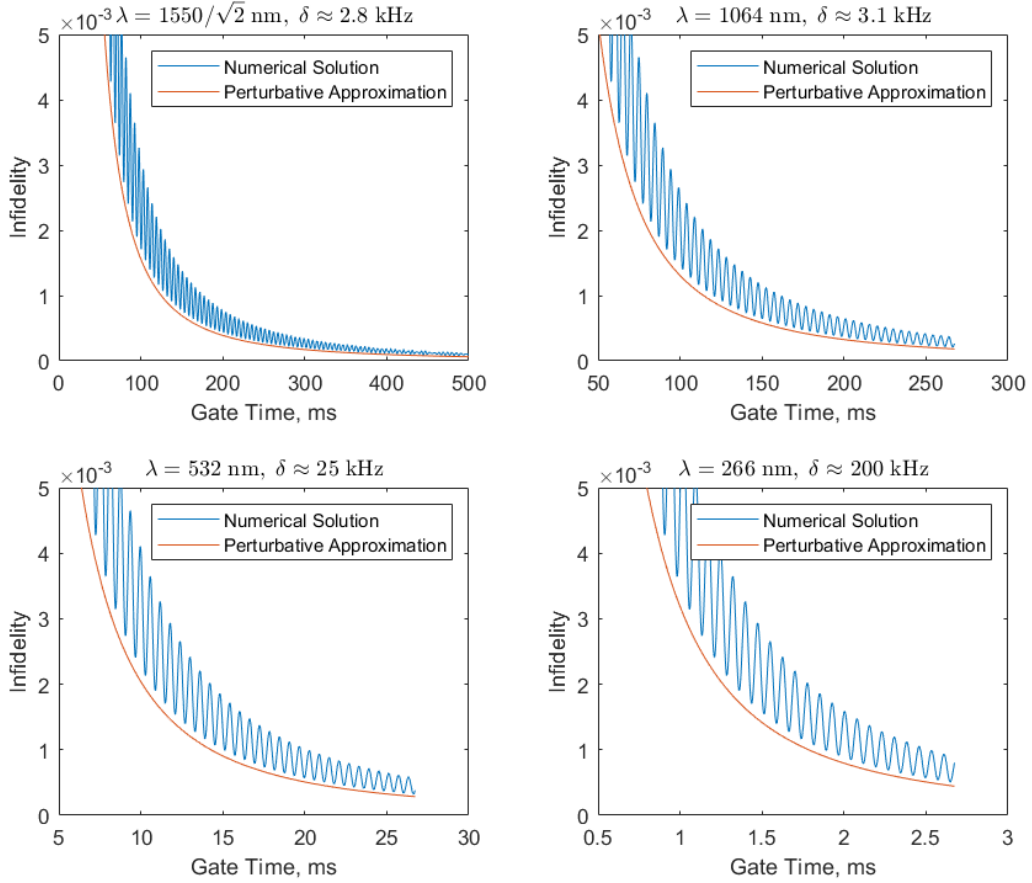 ×10⁻³ λ = 1550/√2 nm, δ ≈ 2.8 kHz
5
4
3
2
1
0
Infidelity
Numerical Solution
Perturbative Approximation
0 100 200 300 400 500
Gate Time, ms
×10⁻³ λ = 1064 nm, δ ≈ 3.1 kHz
5
4
3
2
1
0
Infidelity
Numerical Solution
Perturbative Approximation
50 100 150 200 250 300
Gate Time, ms
×10⁻³ λ = 532 nm, δ ≈ 25 kHz
5
4
3
2
1
0
Infidelity
Numerical Solution
Perturbative Approximation
5 10 15 20 25 30
Gate Time, ms
×10⁻³ λ = 266 nm, δ ≈ 200 kHz
5
4
3
2
1
0
Infidelity
Numerical Solution
Perturbative Approximation
0.5 1 1.5 2 2.5 3
Gate Time, ms